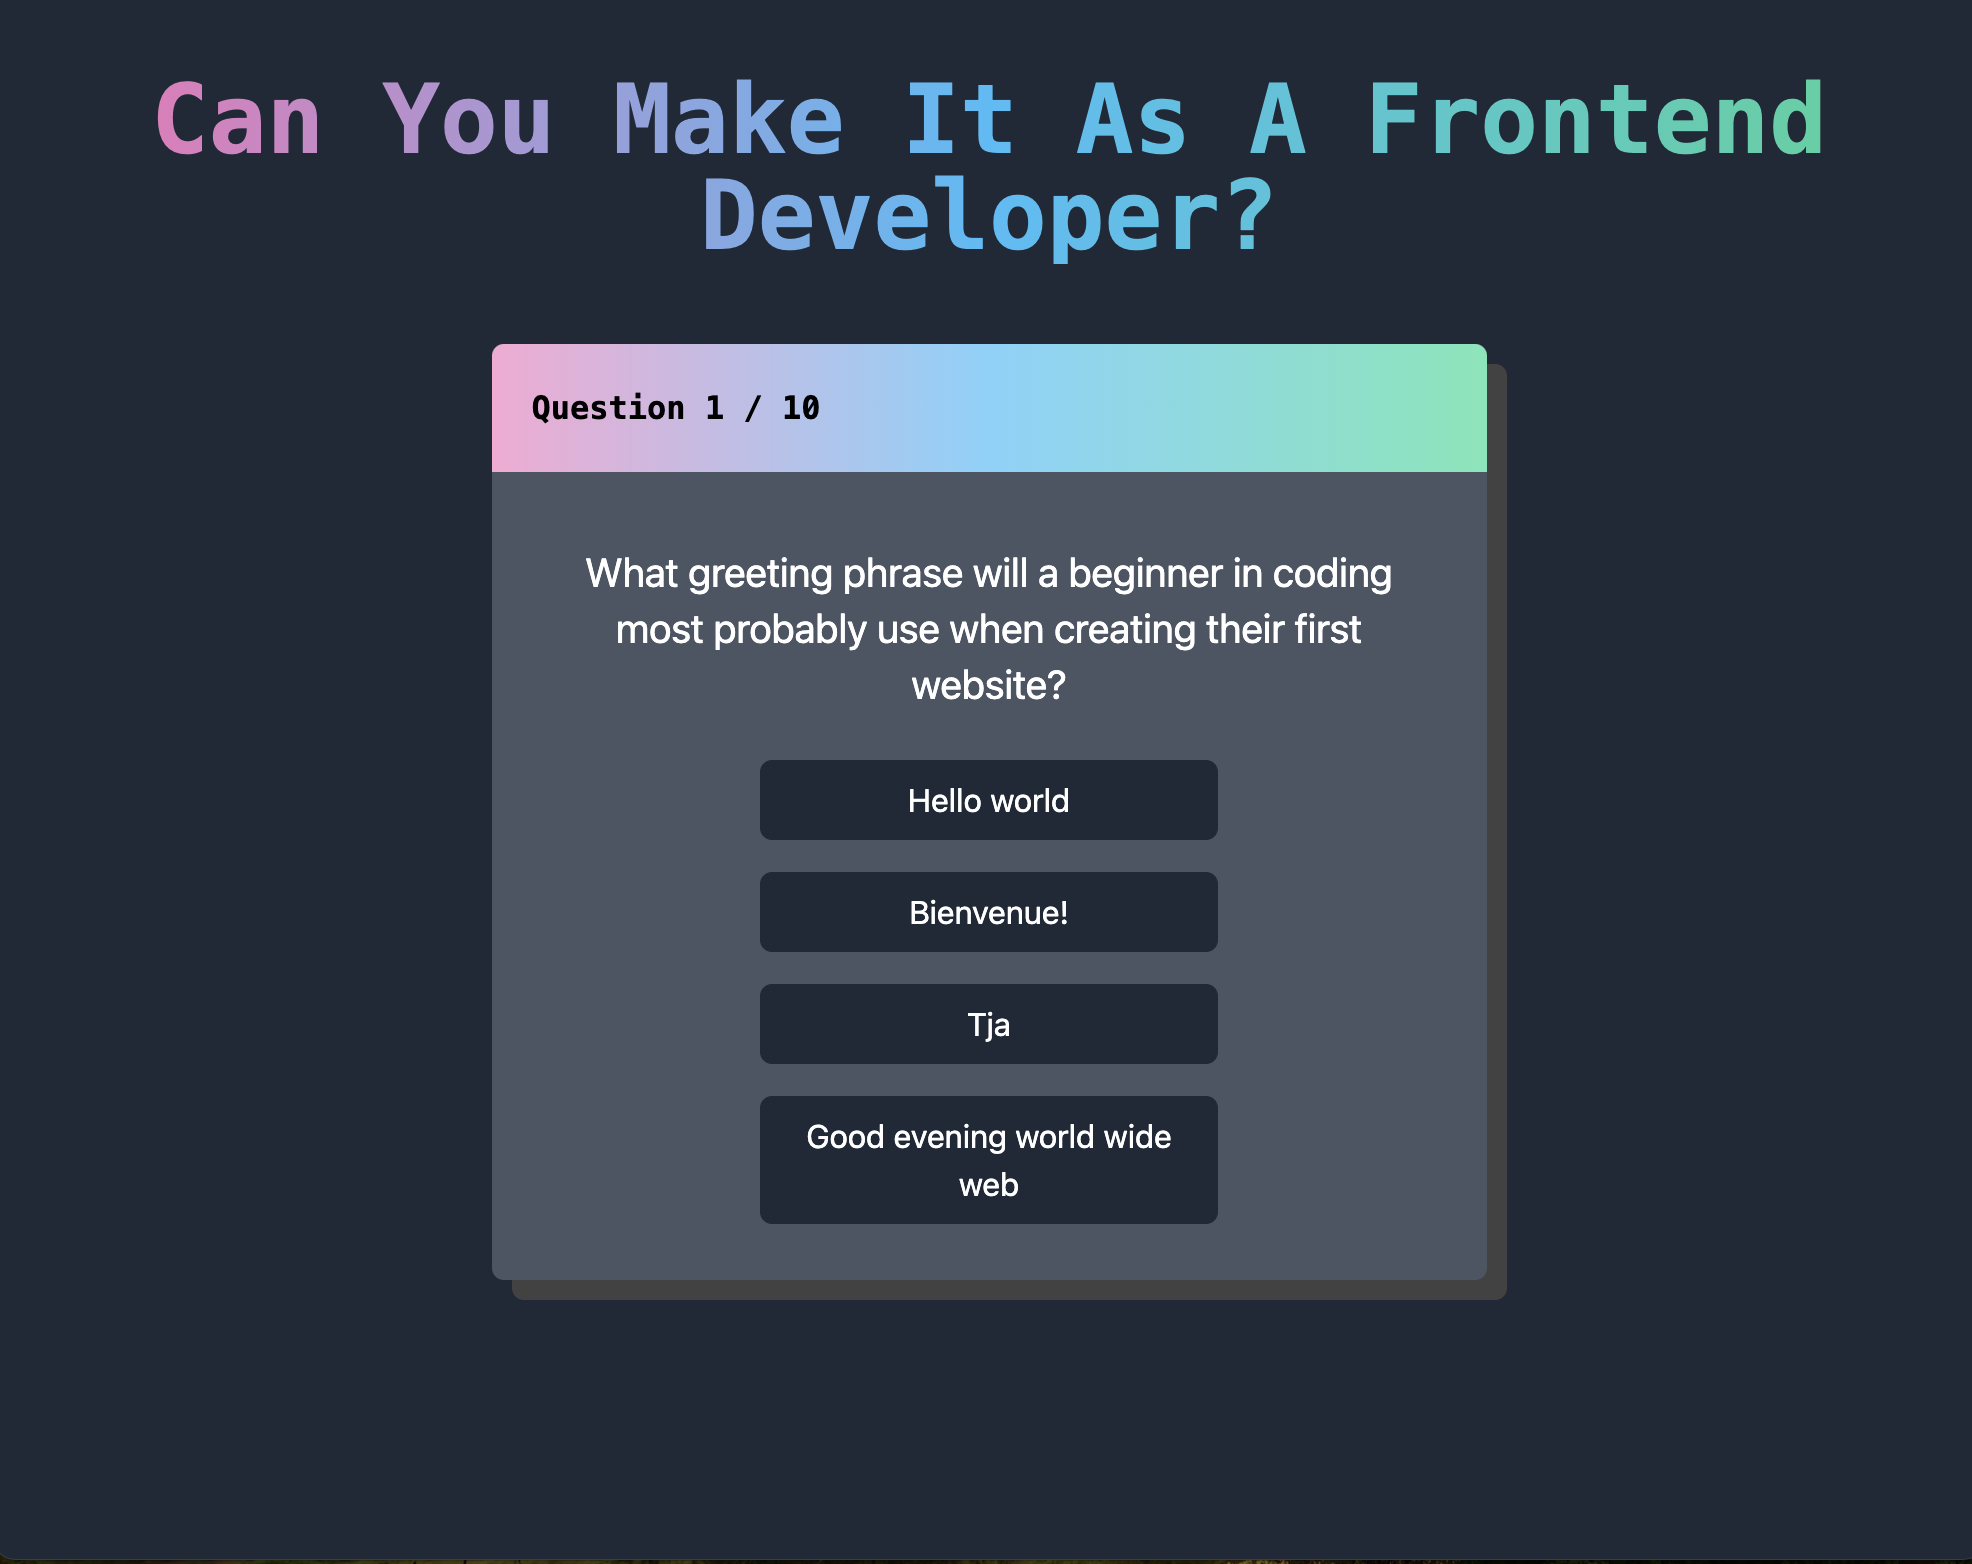 Can You Make It As A Frontend
Developer?
Question 1 / 10
What greeting phrase will a beginner in coding
most probably use when creating their first
website?
Hello world
Bienvenue!
Tja
Good evening world wide
web